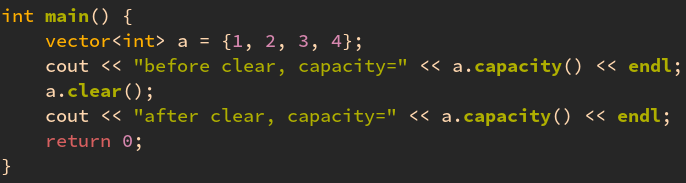 int main() {
    vector<int> a = {1, 2, 3, 4};
    cout << "before clear, capacity=" << a.capacity() << endl;
    a.clear();
    cout << "after clear, capacity=" << a.capacity() << endl;
    return 0;
}